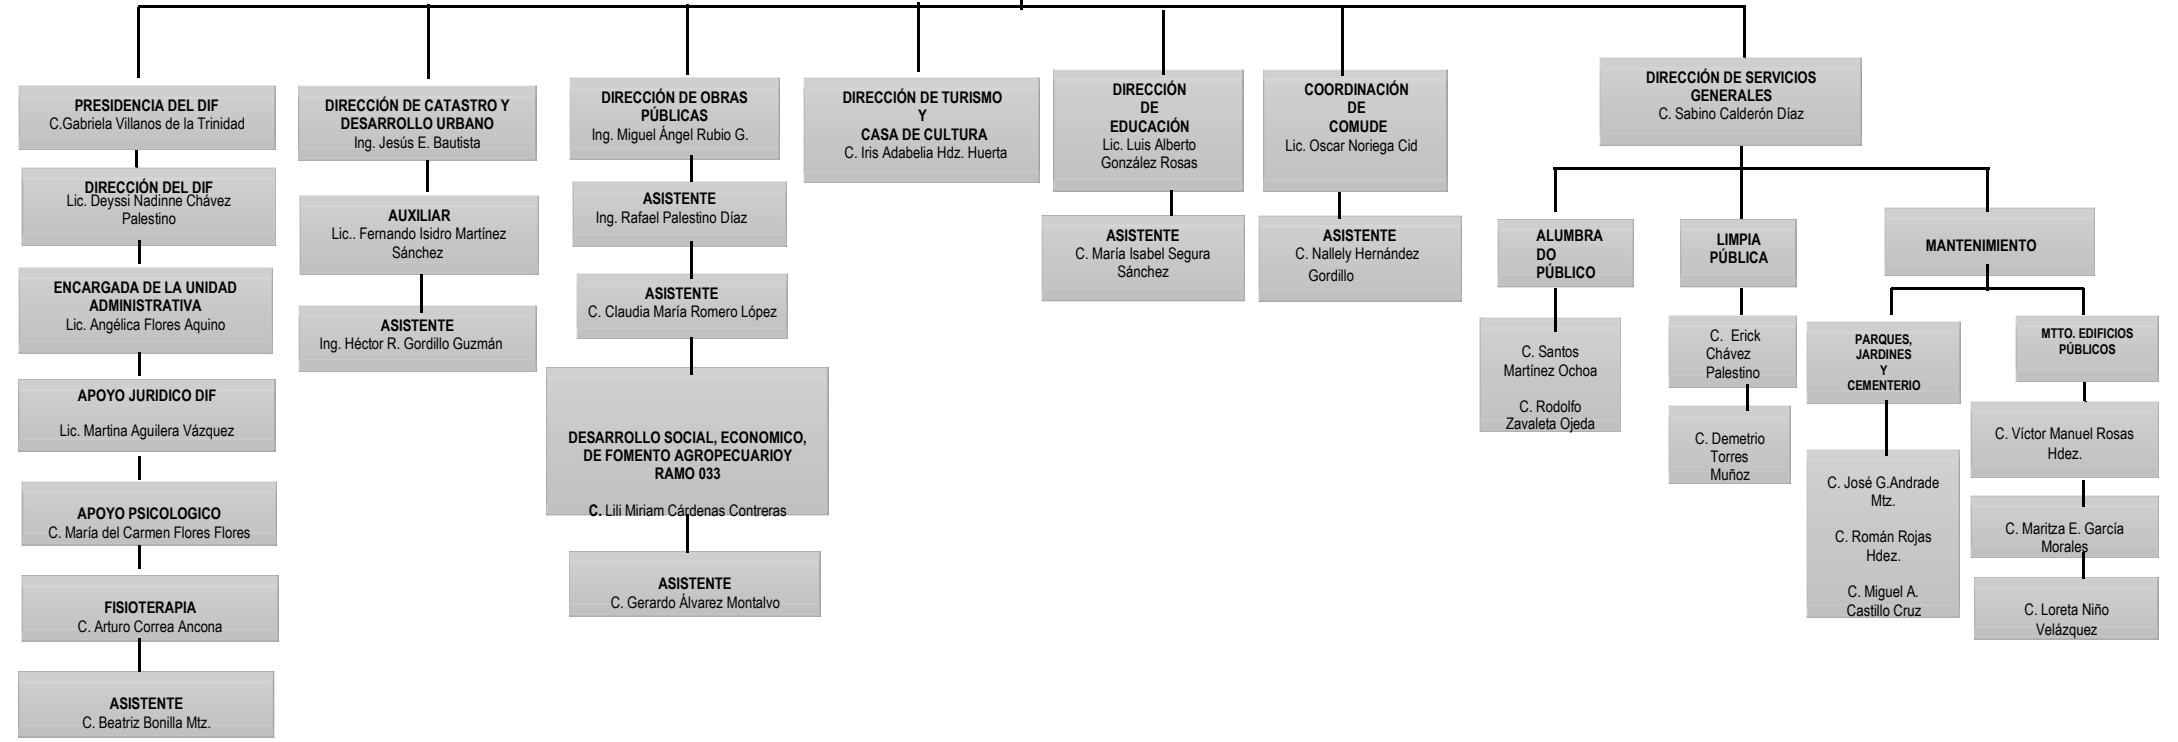 PRESIDENCIA DEL DIF
C.Gabriela Villanos de la Trinidad
DIRECCIÓN DEL DIF
Lic. Deyssi Nadinne Chávez
Palestino
ENCARGADA DE LA UNIDAD
ADMINISTRATIVA
Lic. Angélica Flores Aquino
APOYO JURIDICO DIF
Lic. Martina Aguilera Vázquez
APOYO PSICOLOGICO
C. María del Carmen Flores Flores
FISIOTERAPIA
C. Arturo Correa Ancona
ASISTENTE
C. Beatriz Bonilla Mtz.
DIRECCIÓN DE CATASTRO Y
DESARROLLO URBANO
Ing. Jesús E. Bautista
AUXILIAR
Lic.. Fernando Isidro Martínez
Sánchez
ASISTENTE
Ing. Héctor R. Gordillo Guzmán
DIRECCIÓN DE OBRAS
PÚBLICAS
Ing. Miguel Ángel Rubio G.
ASISTENTE
Ing. Rafael Palestino Díaz
ASISTENTE
C. Claudia María Romero López
DESARROLLO SOCIAL, ECONOMICO,
DE FOMENTO AGROPECUARIOY
RAMO 033
C. Lili Miriam Cárdenas Contreras
ASISTENTE
C. Gerardo Álvarez Montalvo
DIRECCIÓN DE TURISMO
Y
CASA DE CULTURA
C. Iris Adabelia Hdz. Huerta
DIRECCIÓN
DE
EDUCACIÓN
Lic. Luis Alberto
González Rosas
ASISTENTE
C. María Isabel Segura
Sánchez
COORDINACIÓN
DE
COMUDE
Lic. Oscar Noriega Cid
ASISTENTE
C. Nallely Hernández
Gordillo
DIRECCIÓN DE SERVICIOS
GENERALES
C. Sabino Calderón Díaz
ALUMBRA
DO
PÚBLICO
C. Santos
Martínez Ochoa
C. Rodolfo
Zavaleta Ojeda
LIMPIA
PÚBLICA
C. Erick
Chávez
Palestino
C. Demetrio
Torres
Muñoz
MANTENIMIENTO
PARQUES,
JARDINES
Y
CEMENTERIO
C. José G.Andrade
Mtz.
C. Román Rojas
Hdez.
C. Miguel A.
Castillo Cruz
MTTO. EDIFICIOS
PÚBLICOS
C. Víctor Manuel Rosas
Hdez.
C. Maritza E. García
Morales
C. Loreta Niño
Velázquez